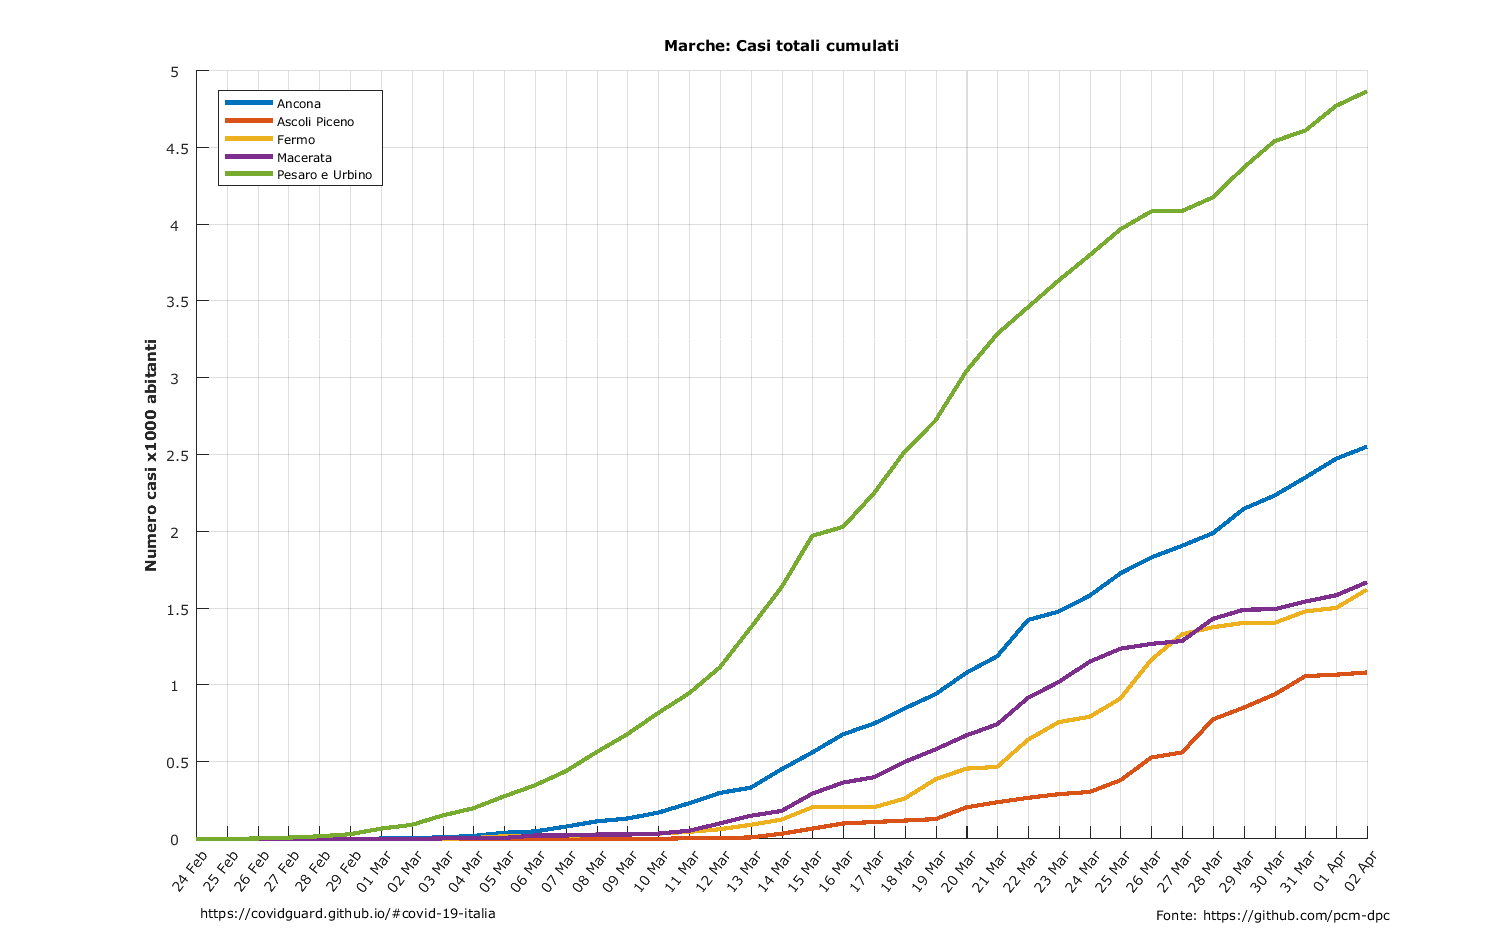 Marche: Casi totali cumulati
5
4.5
4
3.5
3
2.5
2
1.5
1
0.5
0
Numero casi x1000 abitanti
Ancona
Ascoli Piceno
Fermo
Macerata
Pesaro e Urbino
24 Feb
25 Feb
26 Feb
27 Feb
28 Feb
29 Feb
01 Mar
02 Mar
03 Mar
04 Mar
05 Mar
06 Mar
07 Mar
08 Mar
09 Mar
10 Mar
11 Mar
12 Mar
13 Mar
14 Mar
15 Mar
16 Mar
17 Mar
18 Mar
19 Mar
20 Mar
21 Mar
22 Mar
23 Mar
24 Mar
25 Mar
26 Mar
27 Mar
28 Mar
29 Mar
30 Mar
31 Mar
01 Apr
02 Apr
https://covidguard.github.io/#covid-19-italia
Fonte: https://github.com/pcm-dpc